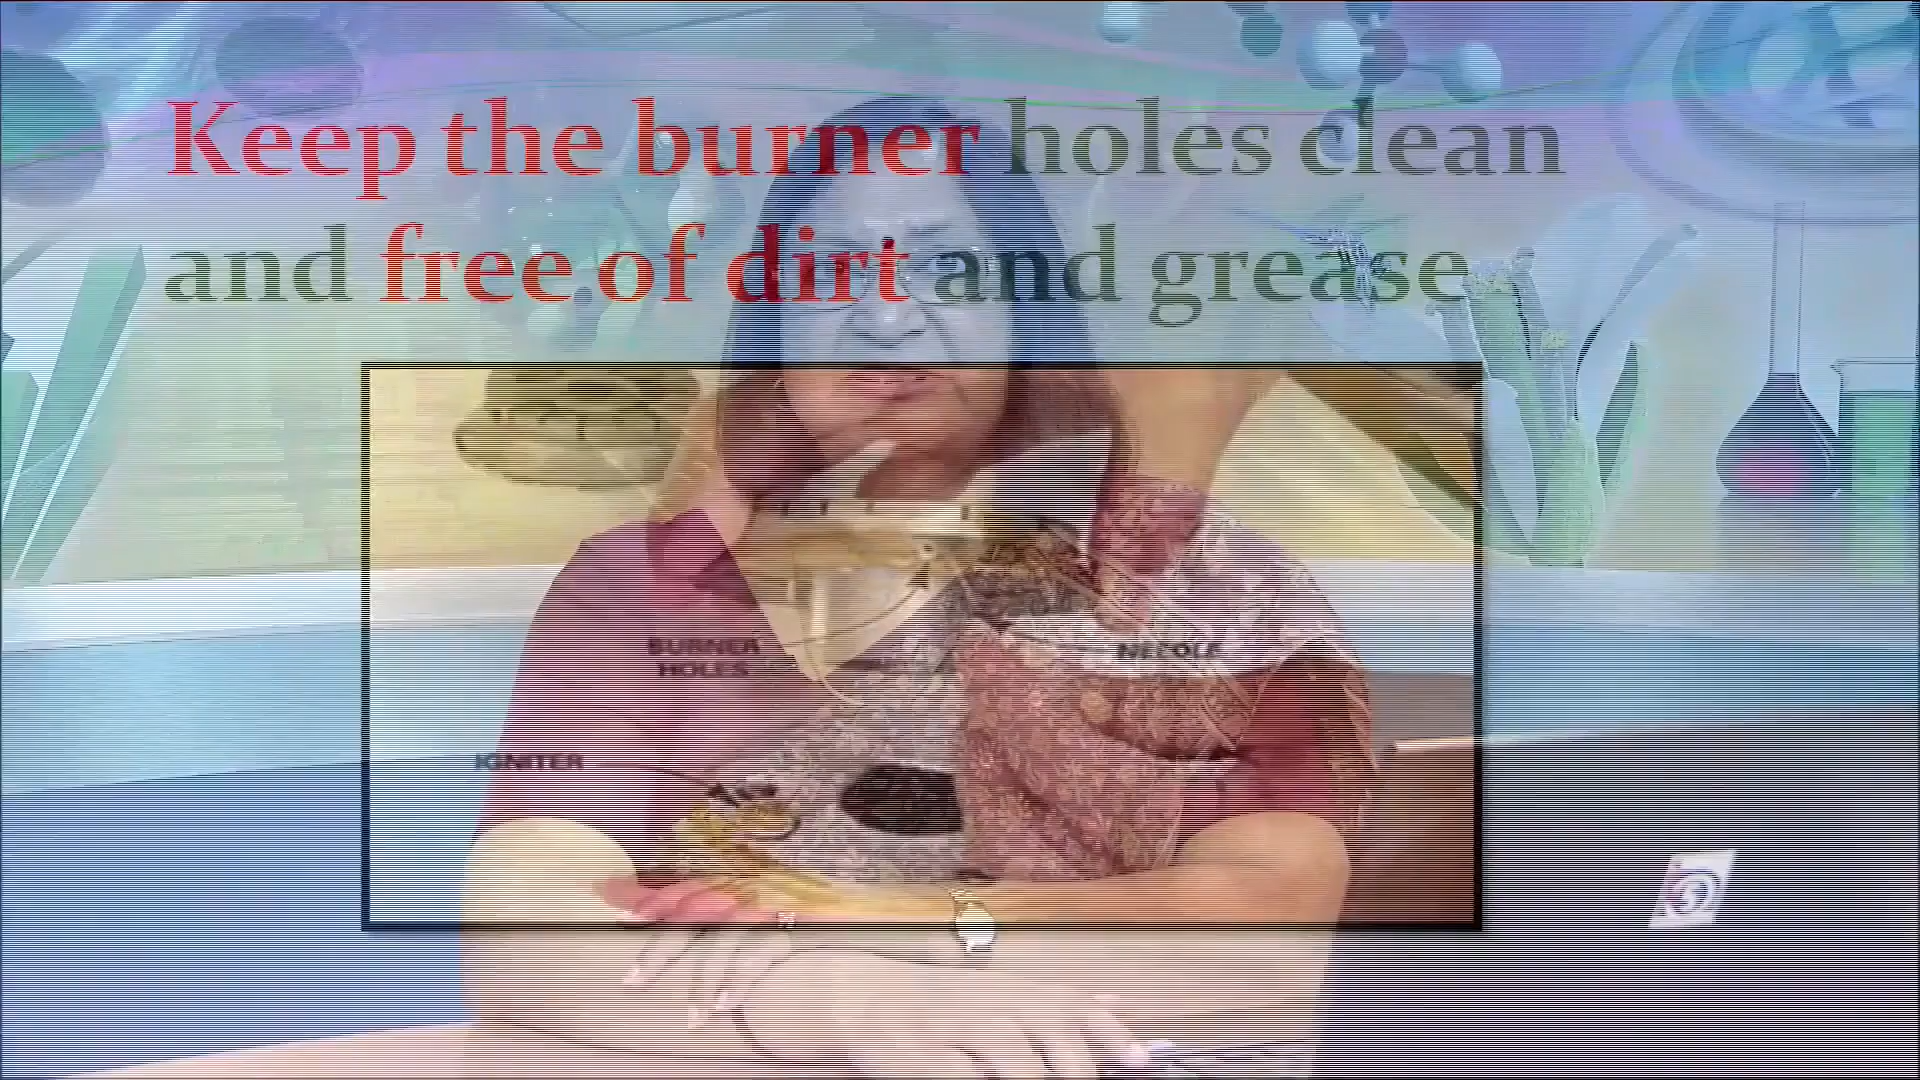 Keep the burner holes clean
and free of dirt and grease
BURNER
HOLES
NEEDLE
IGNITER